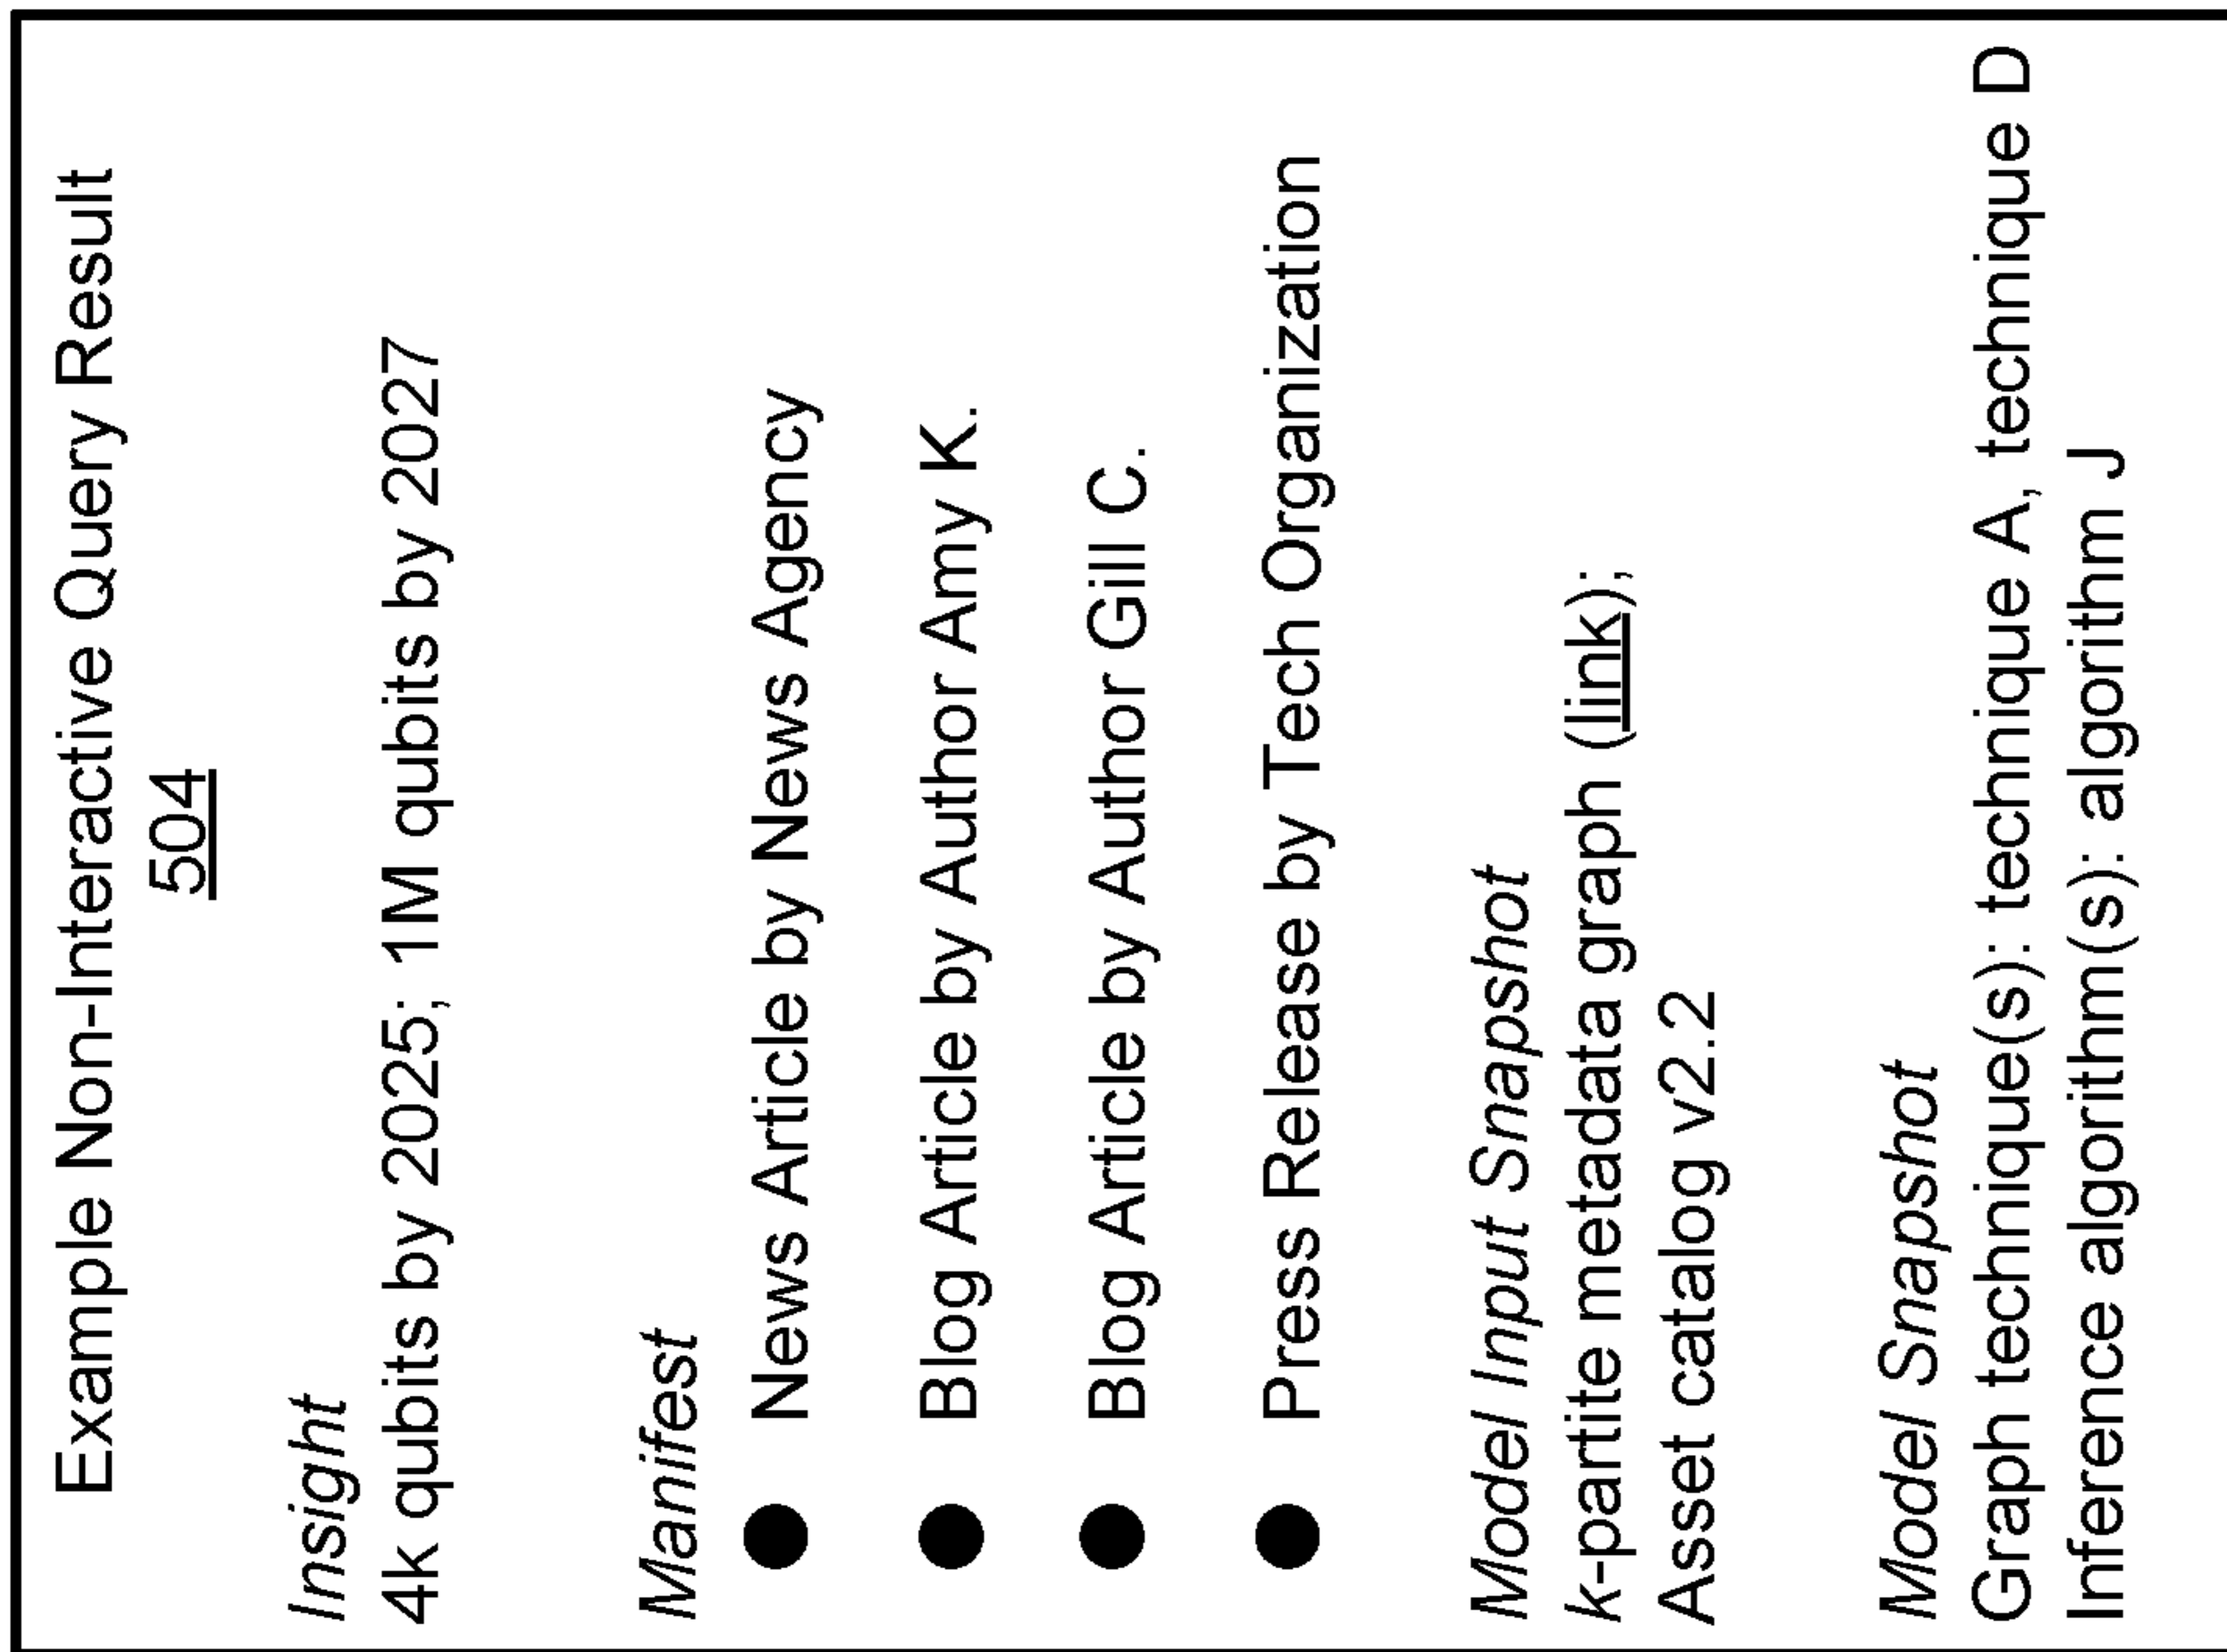 Example Non-Interactive Query Result
504
Insight
4k qubits by 2025; 1M qubits by 2027
Manifest
● News Article by News Agency
● Blog Article by Author Amy K.
● Blog Article by Author Gill C.
● Press Release by Tech Organization
Model Input Snapshot
k-partite metadata graph (link);
Asset catalog v2.2
Model Snapshot
Graph technique(s): technique A, technique D
Inference algorithm(s): algorithm J